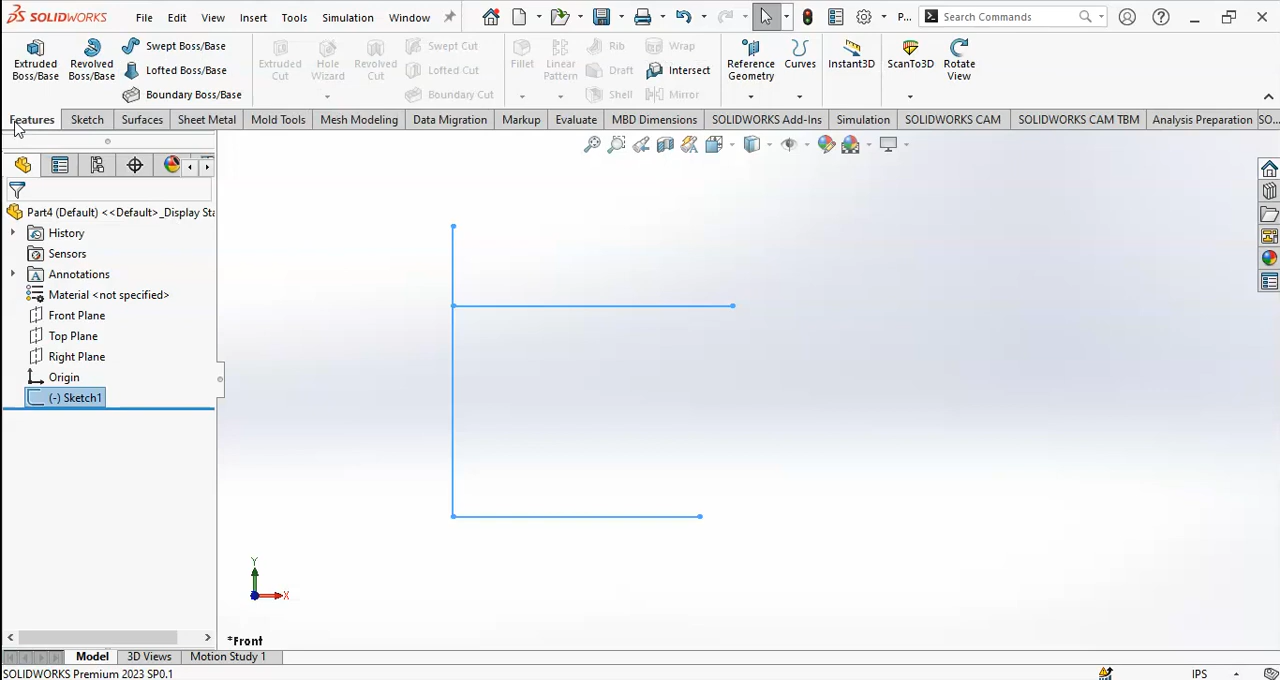 SOLIDWORKS File Edit View Insert Tools Simulation Window P... Search Commands
Extruded Boss/Base
Revolved Boss/Base
Swept Boss/Base
Lofted Boss/Base
Boundary Boss/Base
Extruded Cut
Hole Wizard
Revolved Cut
Swept Cut
Lofted Cut
Boundary Cut
Fillet
Linear Pattern
Rib
Draft
Shell
Wrap
Intersect
Mirror
Reference Geometry
Curves
Instant3D
ScanTo3D
Rotate View
Features Sketch Surfaces Sheet Metal Mold Tools Mesh Modeling Data Migration Markup Evaluate MBD Dimensions SOLIDWORKS Add-Ins Simulation SOLIDWORKS CAM SOLIDWORKS CAM TBM Analysis Preparation SO...
Part4 (Default) <<Default>_Display Sta
History
Sensors
Annotations
Material <not specified>
Front Plane
Top Plane
Right Plane
Origin
(-) Sketch1
Y
X
*Front
Model 3D Views Motion Study 1
SOLIDWORKS Premium 2023 SP0.1 IPS